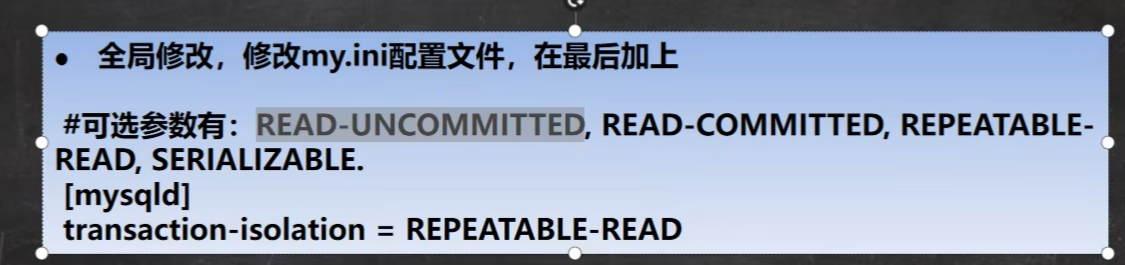 ● 全局修改，修改my.ini配置文件，在最后加上
#可选参数有：READ-UNCOMMITTED, READ-COMMITTED, REPEATABLE-
READ, SERIALIZABLE.
[mysqld]
transaction-isolation = REPEATABLE-READ